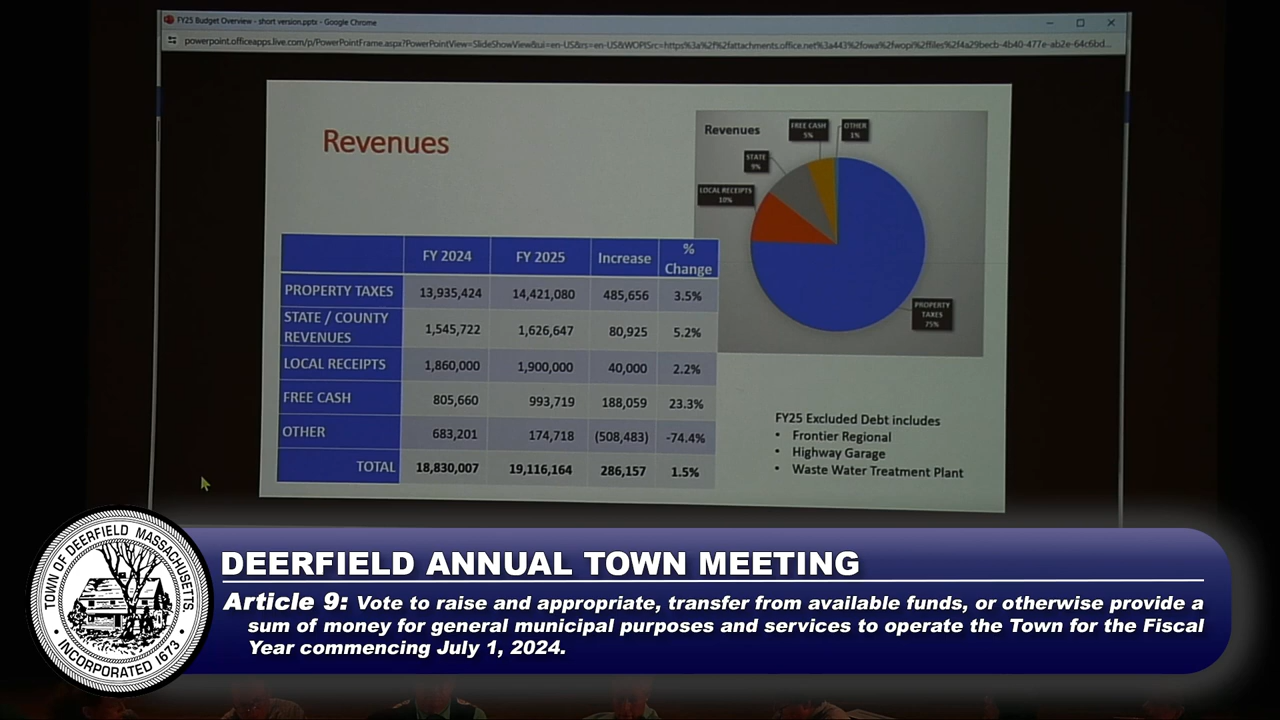 FY25 Budget Overview - short version.pptx - Google Chrome
powerpoint.officeapps.live.com/p/PowerPointFrame.aspx?PowerPointView=SlideShowView&ui=en-US&rs=en-US&WOPISrc=https%3a%2f%2fattachments.office.net%3a443%2fowa%2fwopi%2ffiles%2f4a29becb-4b40-477e-ab2e-64c6bd...
Revenues
Revenues
FREE CASH
5%
OTHER
1%
STATE
9%
LOCAL RECEIPTS
10%
PROPERTY
TAXES
75%
FY 2024 FY 2025 Increase % Change
PROPERTY TAXES 13,935,424 14,421,080 485,656 3.5%
STATE / COUNTY REVENUES 1,545,722 1,626,647 80,925 5.2%
LOCAL RECEIPTS 1,860,000 1,900,000 40,000 2.2%
FREE CASH 805,660 993,719 188,059 23.3%
OTHER 683,201 174,718 (508,483) -74.4%
TOTAL 18,830,007 19,116,164 286,157 1.5%
FY25 Excluded Debt includes
• Frontier Regional
• Highway Garage
• Waste Water Treatment Plant
TOWN OF DEERFIELD MASSACHUSETTS.
• INCORPORATED 1673 •
DEERFIELD ANNUAL TOWN MEETING
Article 9: Vote to raise and appropriate, transfer from available funds, or otherwise provide a
sum of money for general municipal purposes and services to operate the Town for the Fiscal
Year commencing July 1, 2024.